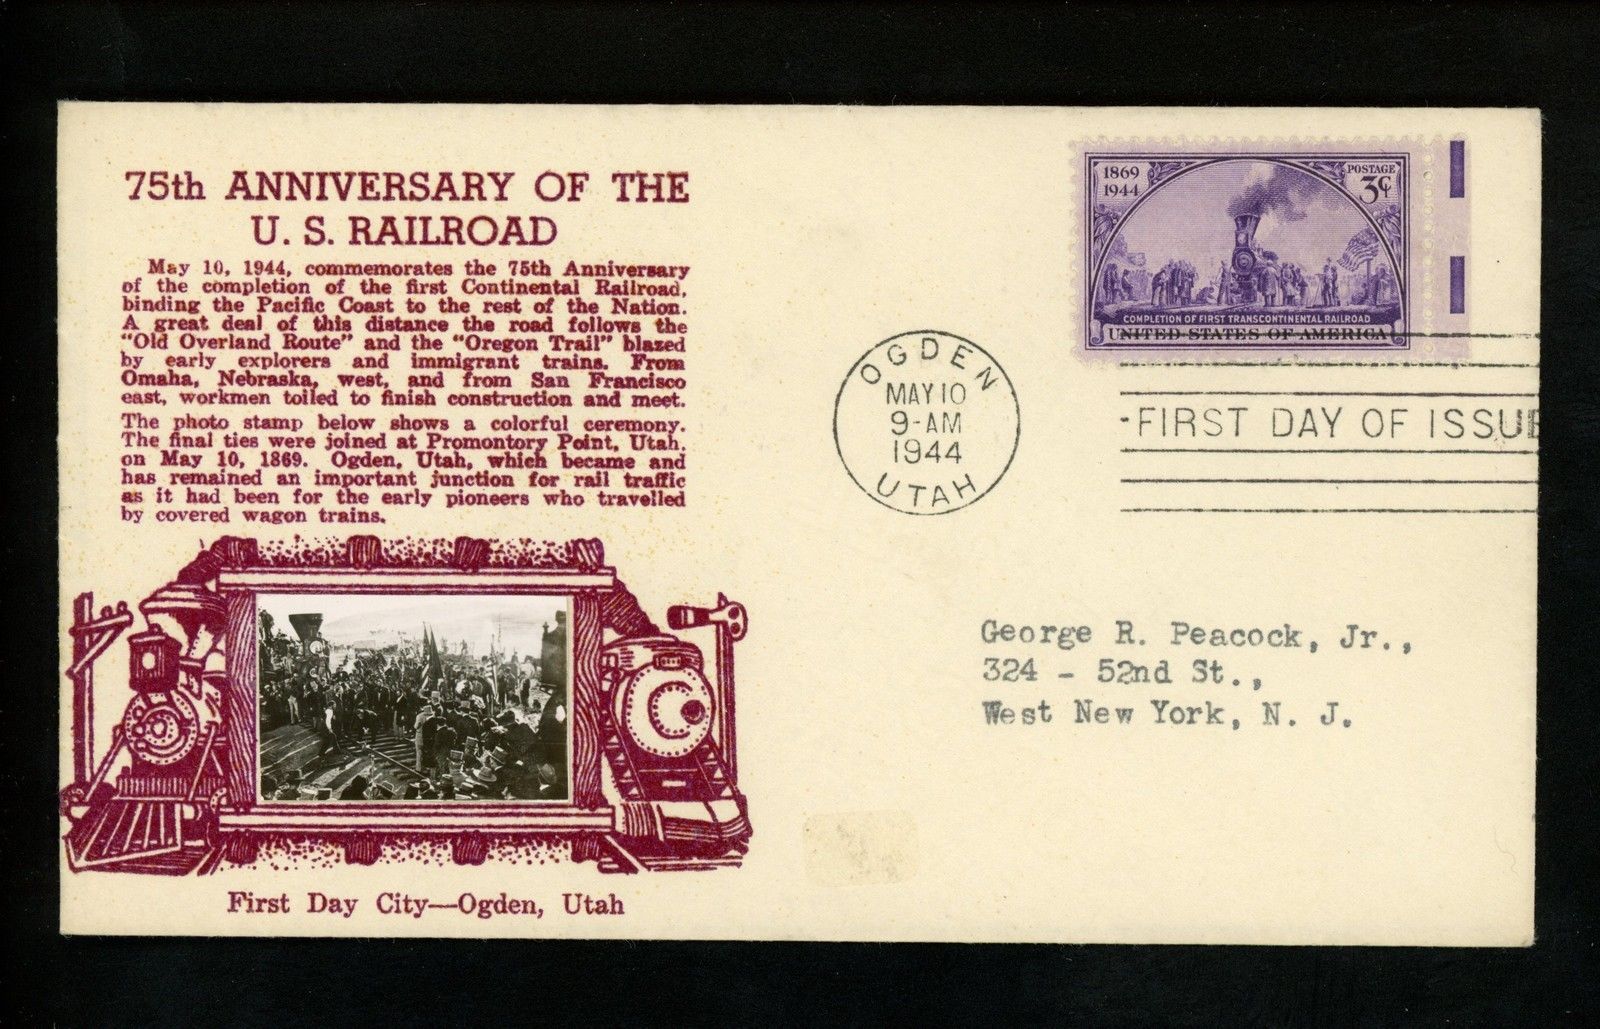 75th ANNIVERSARY OF THE
U. S. RAILROAD
May 10, 1944, commemorates the 75th Anniversary
of the completion of the first Continental Railroad,
binding the Pacific Coast to the rest of the Nation.
A great deal of this distance the road follows the
"Old Overland Route" and the "Oregon Trail" blazed
by early explorers and immigrant trains. From
Omaha, Nebraska, west, and from San Francisco
east, workmen toiled to finish construction and meet.
The photo stamp below shows a colorful ceremony.
The final ties were joined at Promontory Point, Utah,
on May 10, 1869. Ogden, Utah, which became and
has remained an important junction for rail traffic
as it had been for the early pioneers who travelled
by covered wagon trains.
First Day City—Ogden, Utah
1869
1944
POSTAGE
3¢
COMPLETION OF FIRST TRANSCONTINENTAL RAILROAD
UNITED STATES OF AMERICA
OGDEN
MAY 10
9-AM
1944
UTAH
-FIRST DAY OF ISSUE
George R. Peacock, Jr.,
324 - 52nd St.,
West New York, N. J.